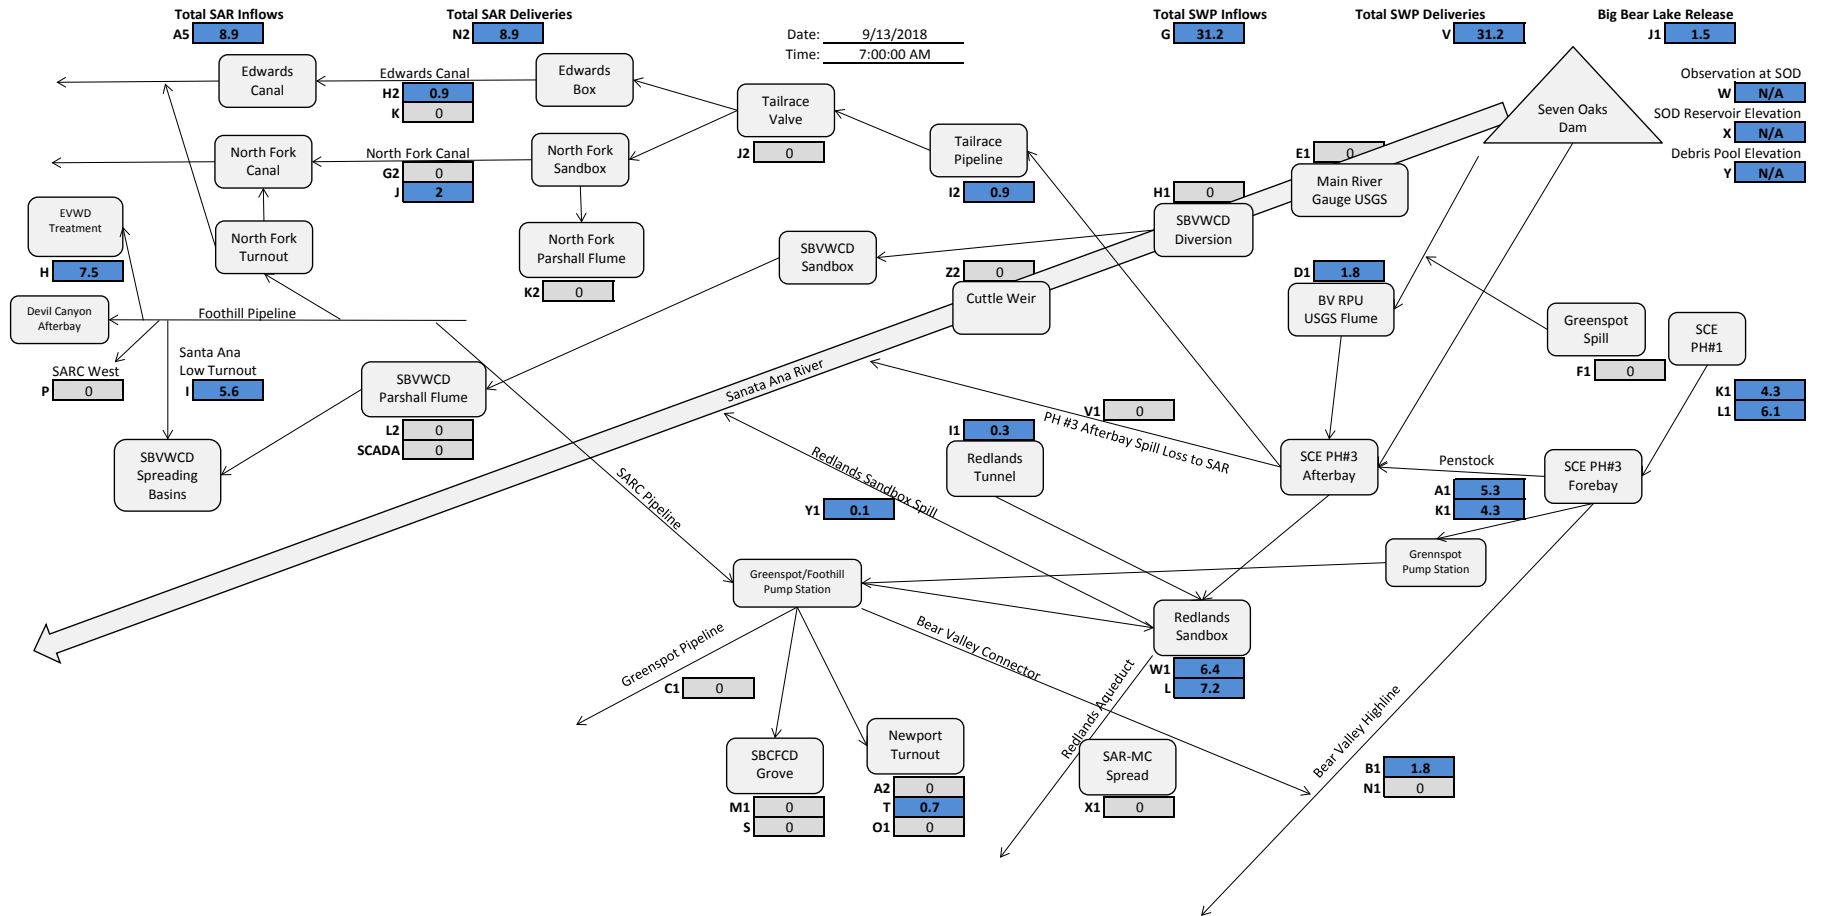 Total SAR Inflows
A5 8.9
Total SAR Deliveries
N2 8.9
Date: 9/13/2018
Time: 7:00:00 AM
Total SWP Inflows
G 31.2
Total SWP Deliveries
V 31.2
Big Bear Lake Release
J1 1.5
Observation at SOD
W N/A
SOD Reservoir Elevation
X N/A
Debris Pool Elevation
Y N/A
Seven Oaks
Dam
Edwards
Canal
Edwards Canal
H2 0.9
K 0
Edwards
Box
Tailrace
Valve
J2 0
Tailrace
Pipeline
I2 0.9
North Fork
Canal
North Fork Canal
G2 0
J 2
North Fork
Sandbox
E1 0
Main River
Gauge USGS
H1 0
SBVWCD
Diversion
EVWD
Treatment
H 7.5
North Fork
Turnout
North Fork
Parshall Flume
K2 0
SBVWCD
Sandbox
Z2 0
Cuttle Weir
D1 1.8
BV RPU
USGS Flume
Greenspot
Spill
F1 0
SCE
PH#1
K1 4.3
L1 6.1
Devil Canyon
Afterbay
Foothill Pipeline
SARC West
P 0
Santa Ana
Low Turnout
I 5.6
SBVWCD
Parshall Flume
L2 0
SCADA 0
Sanata Ana River
V1 0
PH #3 Afterbay Spill Loss to SAR
I1 0.3
Redlands
Tunnel
SCE PH#3
Afterbay
Penstock
A1 5.3
K1 4.3
SCE PH#3
Forebay
SBVWCD
Spreading
Basins
SARC Pipeline
Redlands Sandbox Spill
Y1 0.1
Grennspot
Pump Station
Greenspot/Foothill
Pump Station
Redlands
Sandbox
W1 6.4
L 7.2
Greenspot Pipeline
C1 0
Bear Valley Connector
Redlands Aqueduct
Bear Valley Highline
SBCFCD
Grove
M1 0
S 0
Newport
Turnout
A2 0
T 0.7
O1 0
SAR-MC
Spread
X1 0
B1 1.8
N1 0